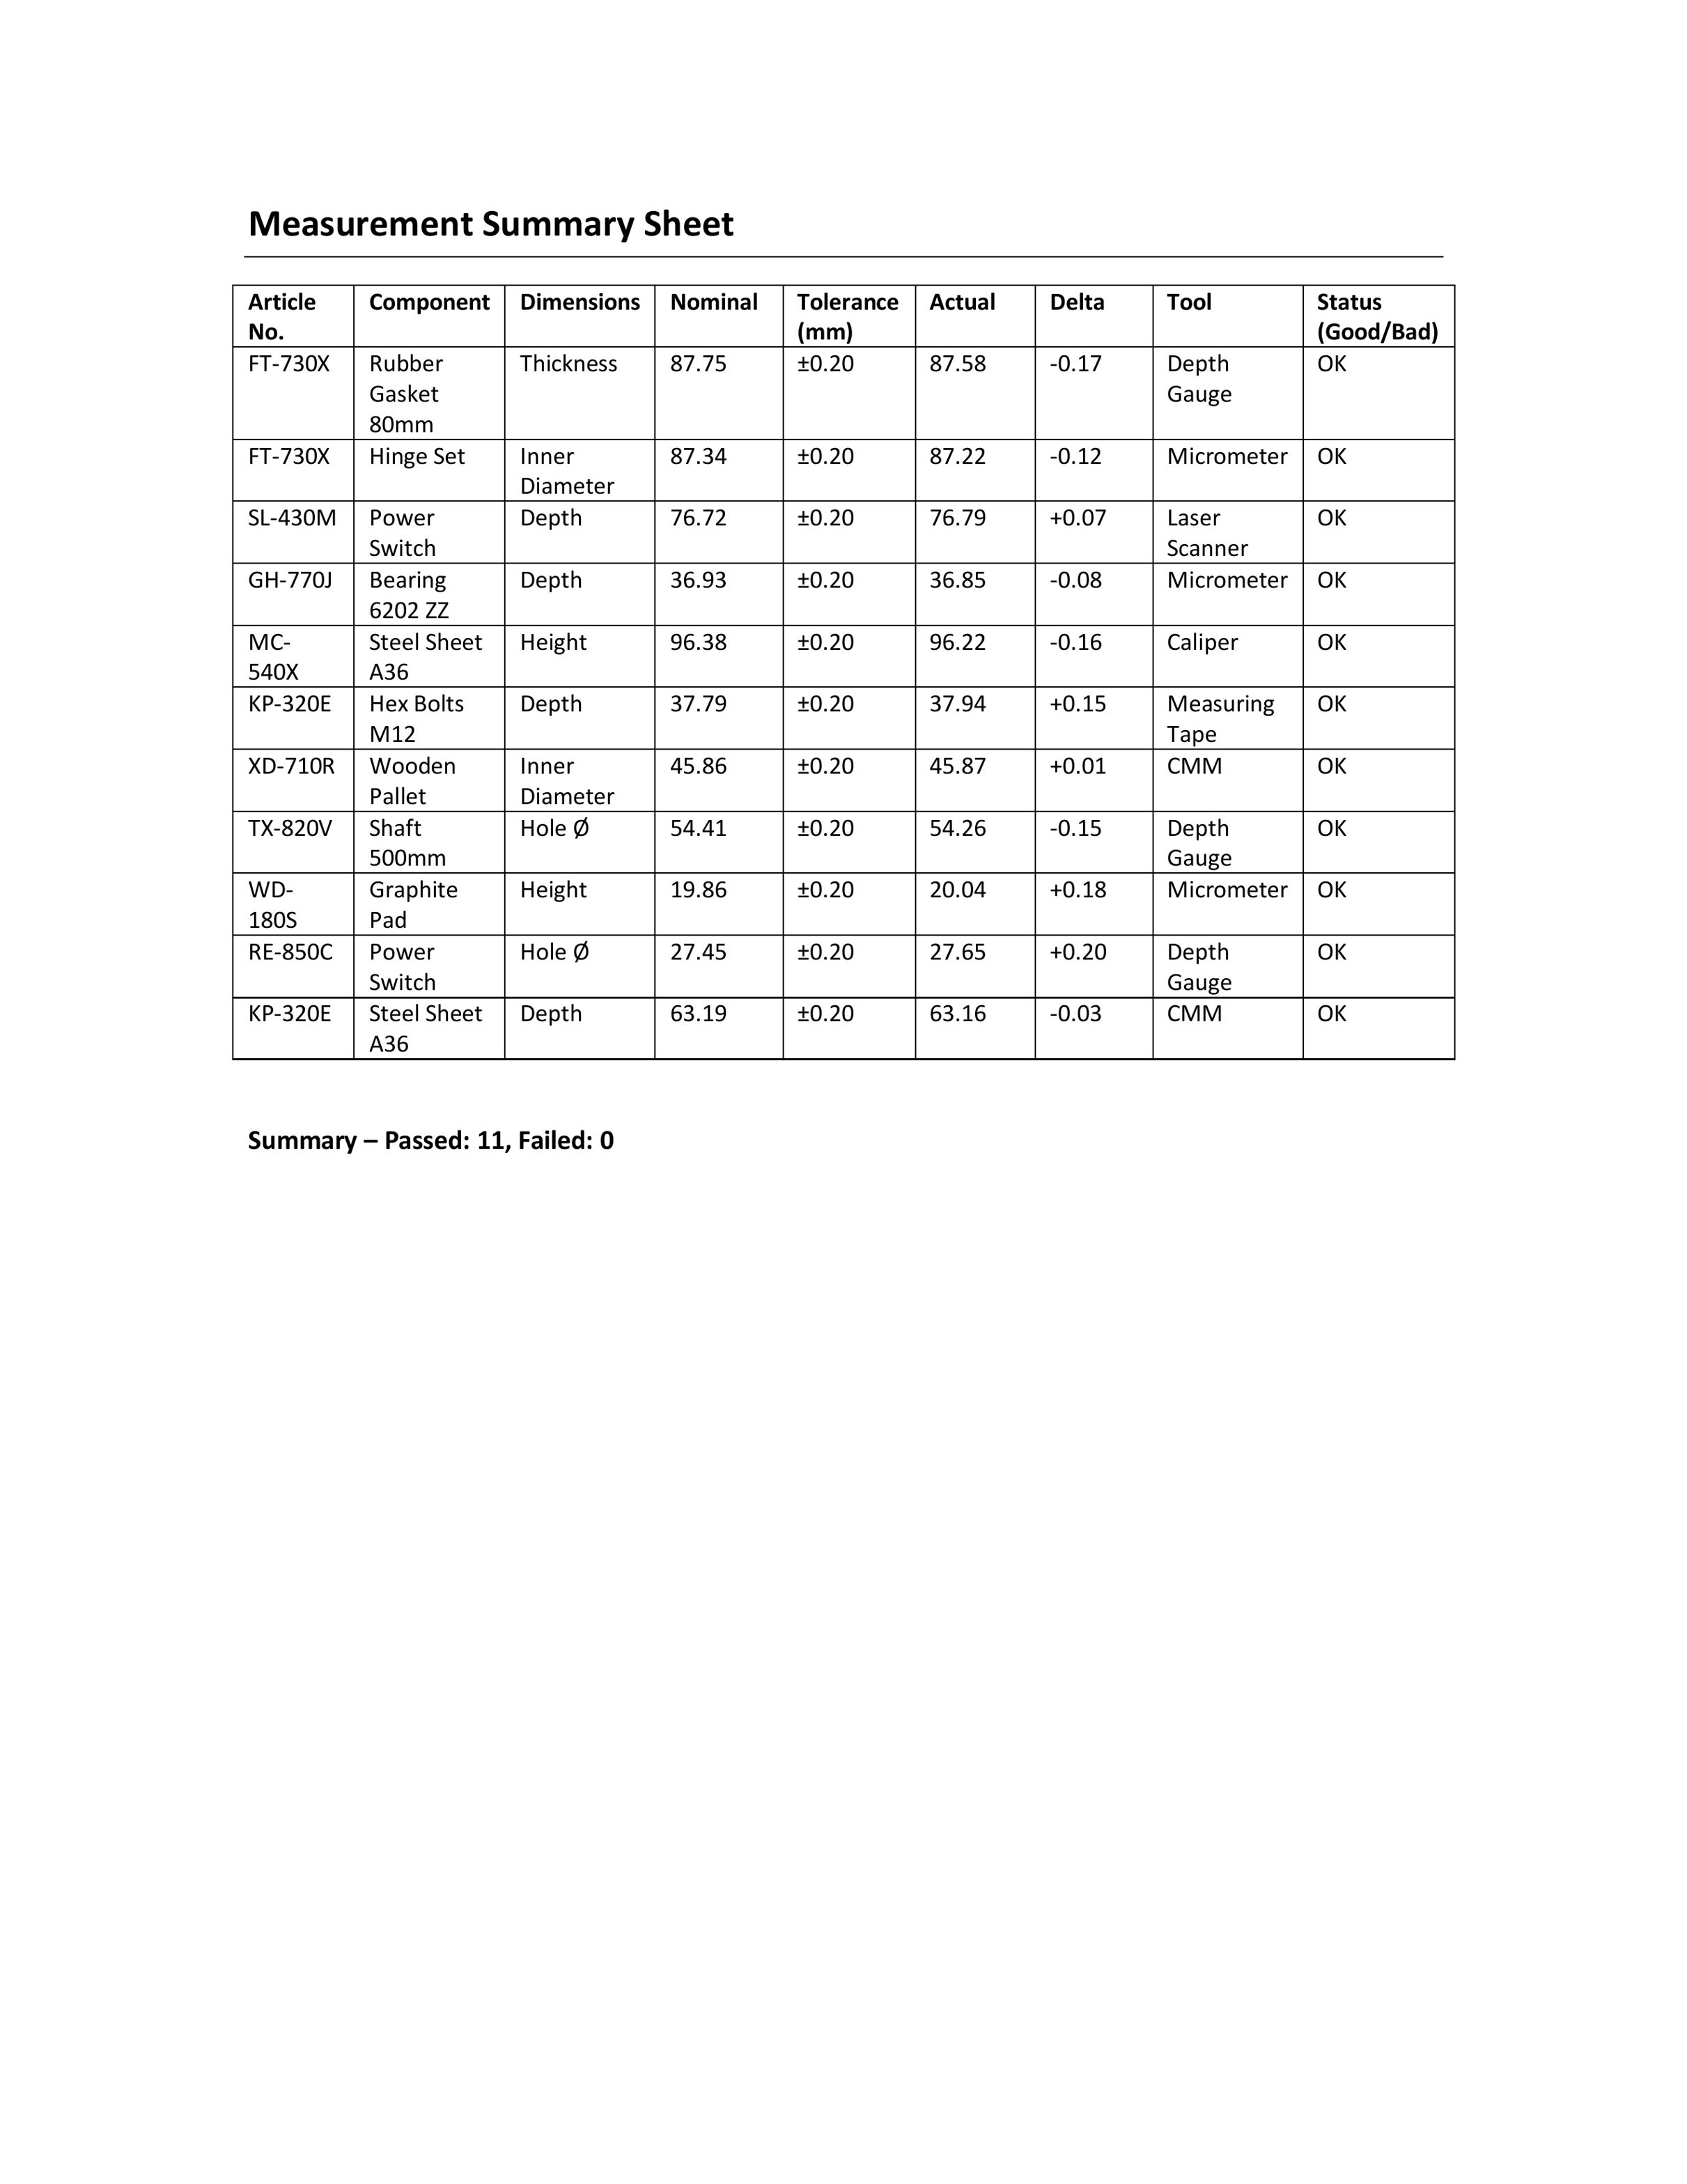 Measurement Summary Sheet
Article No. Component Dimensions Nominal Tolerance (mm) Actual Delta Tool Status (Good/Bad)
FT-730X Rubber Gasket 80mm Thickness 87.75 ±0.20 87.58 -0.17 Depth Gauge OK
FT-730X Hinge Set Inner Diameter 87.34 ±0.20 87.22 -0.12 Micrometer OK
SL-430M Power Switch Depth 76.72 ±0.20 76.79 +0.07 Laser Scanner OK
GH-770J Bearing 6202 ZZ Depth 36.93 ±0.20 36.85 -0.08 Micrometer OK
MC-540X Steel Sheet A36 Height 96.38 ±0.20 96.22 -0.16 Caliper OK
KP-320E Hex Bolts M12 Depth 37.79 ±0.20 37.94 +0.15 Measuring Tape OK
XD-710R Wooden Pallet Inner Diameter 45.86 ±0.20 45.87 +0.01 CMM OK
TX-820V Shaft 500mm Hole Ø 54.41 ±0.20 54.26 -0.15 Depth Gauge OK
WD-180S Graphite Pad Height 19.86 ±0.20 20.04 +0.18 Micrometer OK
RE-850C Power Switch Hole Ø 27.45 ±0.20 27.65 +0.20 Depth Gauge OK
KP-320E Steel Sheet A36 Depth 63.19 ±0.20 63.16 -0.03 CMM OK
Summary – Passed: 11, Failed: 0